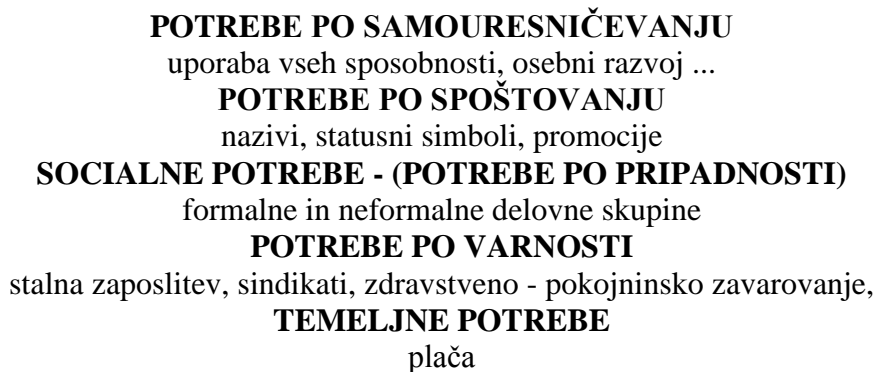 POTREBE PO SAMOURESNIČEVANJU
uporaba vseh sposobnosti, osebni razvoj ...
POTREBE PO SPOŠTOVANJU
nazivi, statusni simboli, promocije
SOCIALNE POTREBE - (POTREBE PO PRIPADNOSTI)
formalne in neformalne delovne skupine
POTREBE PO VARNOSTI
stalna zaposlitev, sindikati, zdravstveno - pokojninsko zavarovanje,
TEMELJNE POTREBE
plača